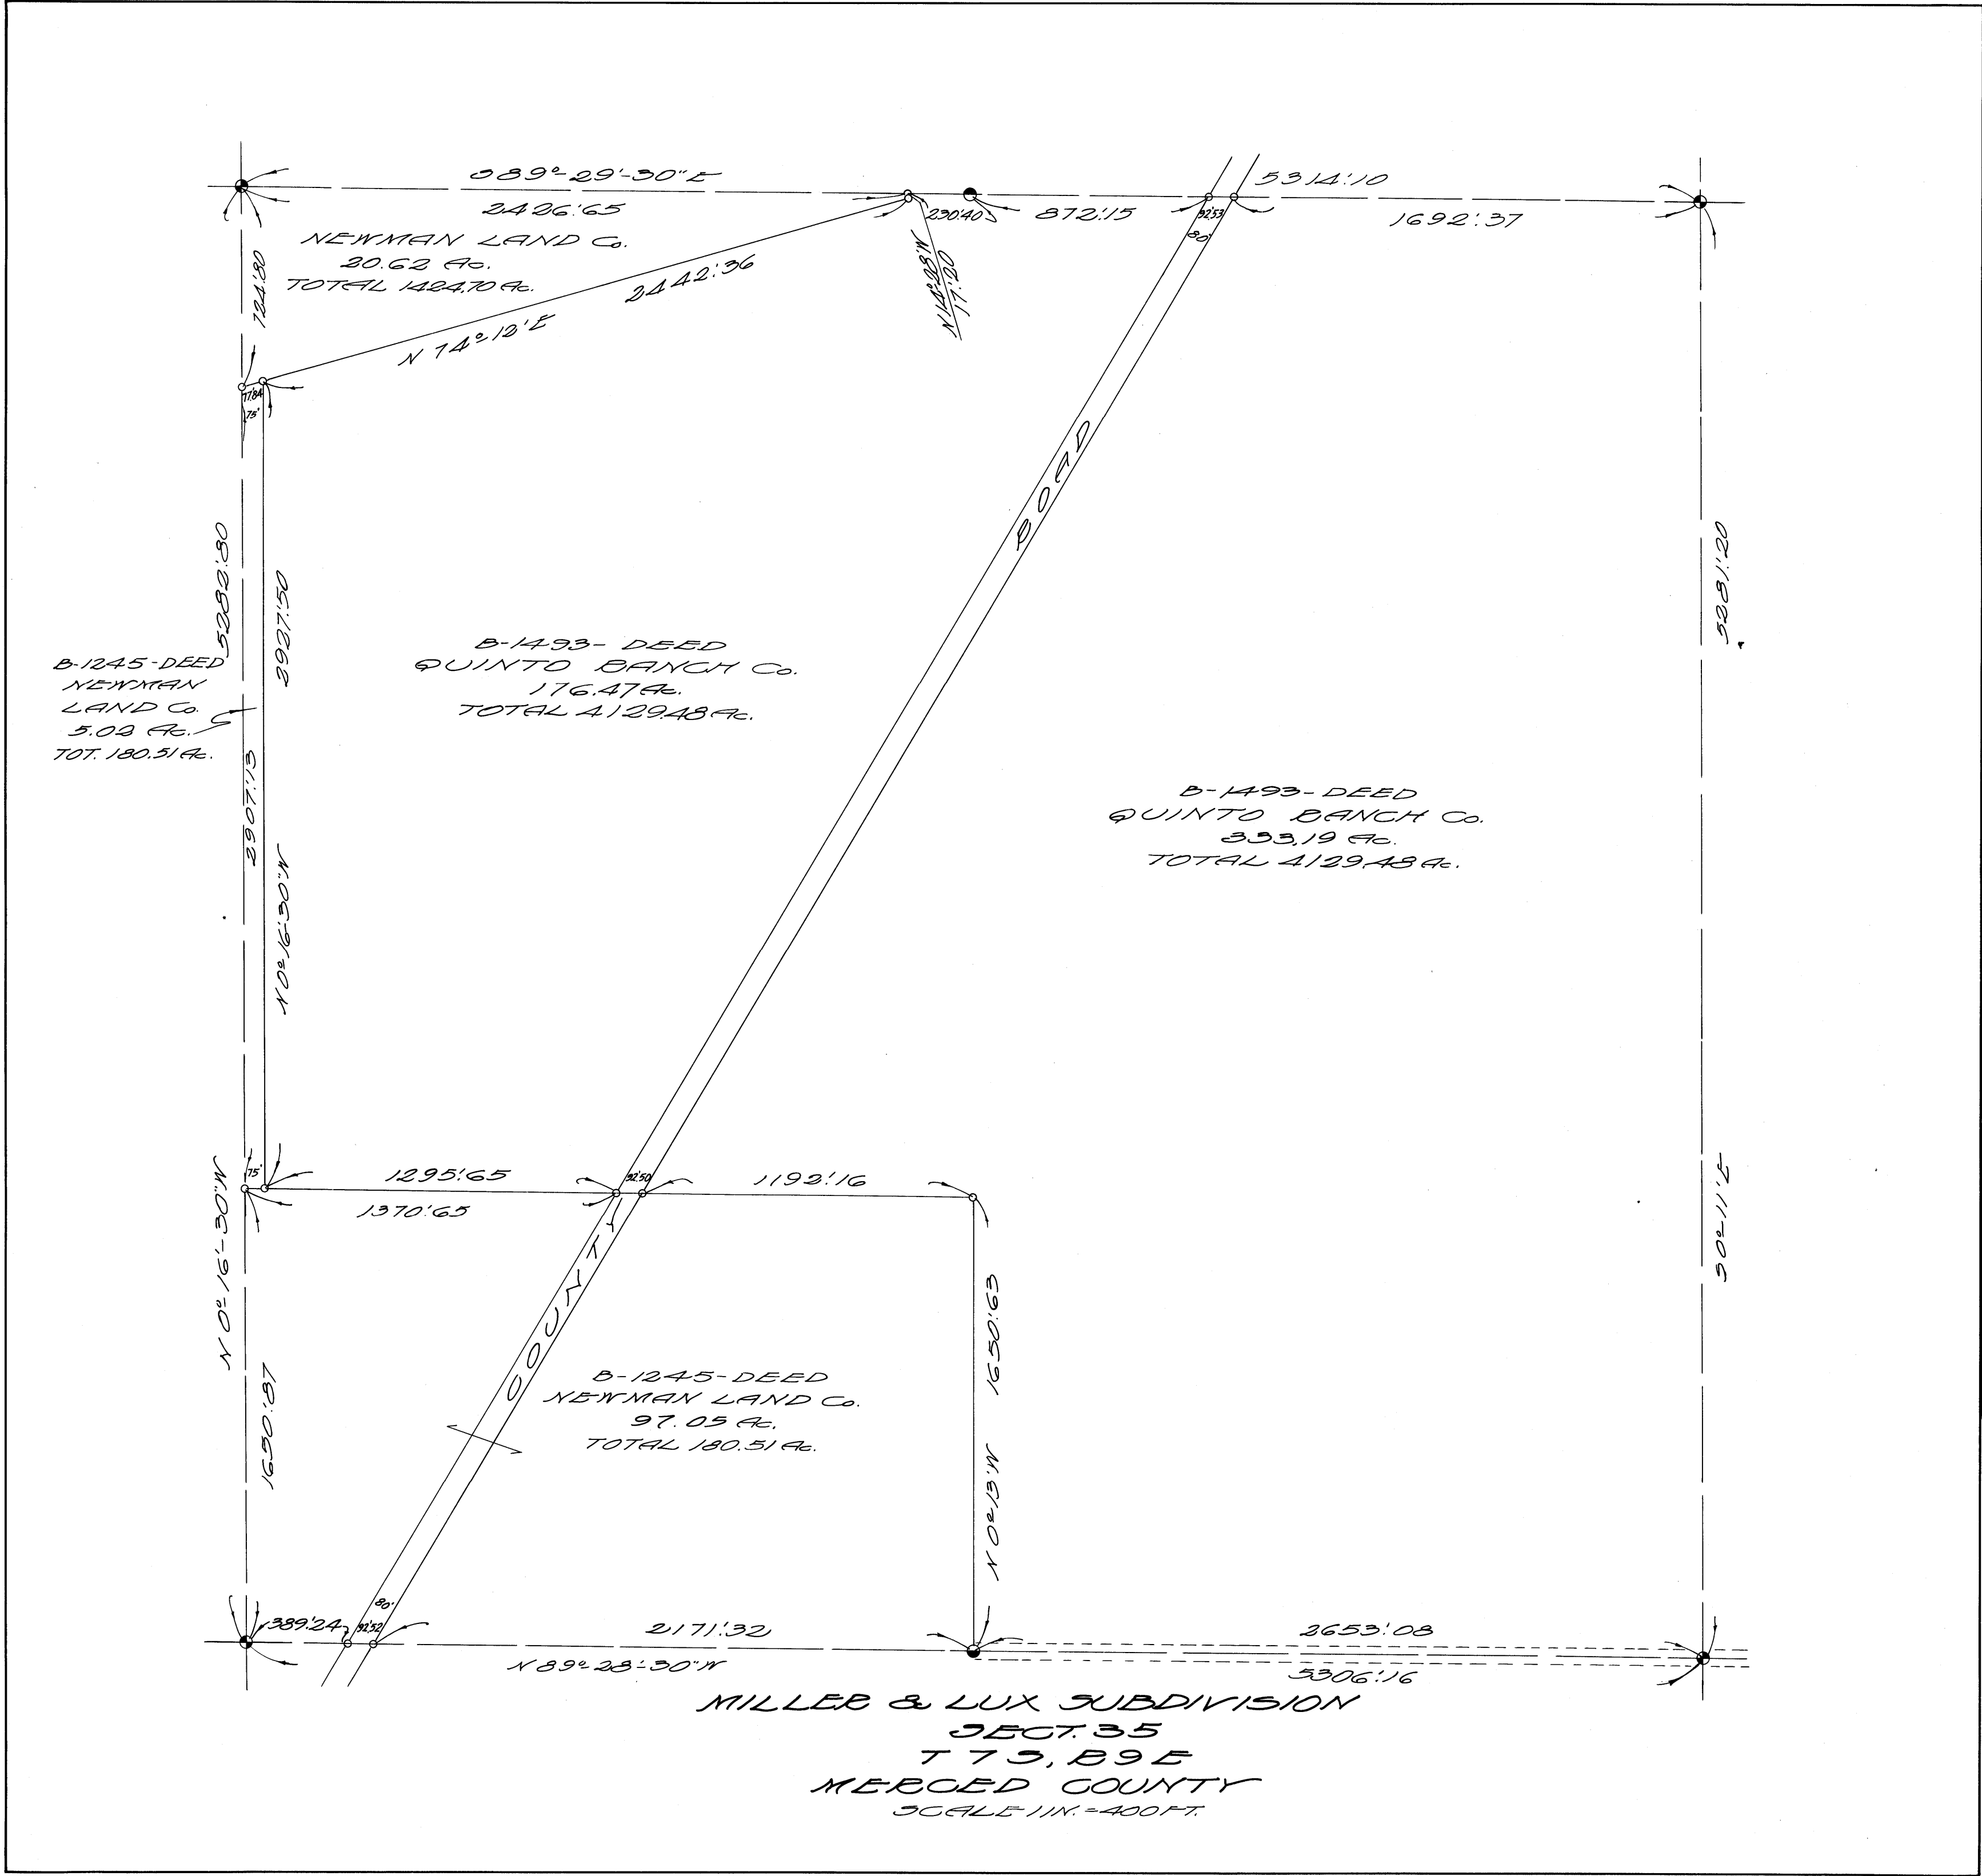 S89°-29'-30"E
5314'.10
2426'.65
230'.40
872'.15
92'.53
80'
1692'.37
NEWMAN LAND Co.
20.62 Ac.
TOTAL 1424.70 Ac.
724'.80
2442'.36
N 74°-12' E
N 14°-28' W
17'.20
77'.84
75'
ROAD
5282'.80
2927'.50
5281'.20
B-1245-DEED
NEWMAN
LAND Co.
5.02 Ac.
TOT. 180.51 Ac.
B-1493-DEED
QUINTO RANCH Co.
176.47 Ac.
TOTAL 4129.48 Ac.
2907'.13
N 0°-16'-30" W
B-1493-DEED
QUINTO RANCH Co.
333.19 Ac.
TOTAL 4129.48 Ac.
75'
1295'.65
92'.50
1192'.16
1370'.65
N 0°-16'-30" W
S0°-11'-E
COUNTY
1650'.63
1650'.87
B-1245-DEED
NEWMAN LAND Co.
97.05 Ac.
TOTAL 180.51 Ac.
N 0°-13' W
80'
389'.24
92'.52
2171'.32
2653'.08
N 89°-28'-30" W
5306'.16
MILLER & LUX SUBDIVISION
SECT. 35
T 7 S, R 9 E
MERCED COUNTY
SCALE 1 IN. = 400 FT.